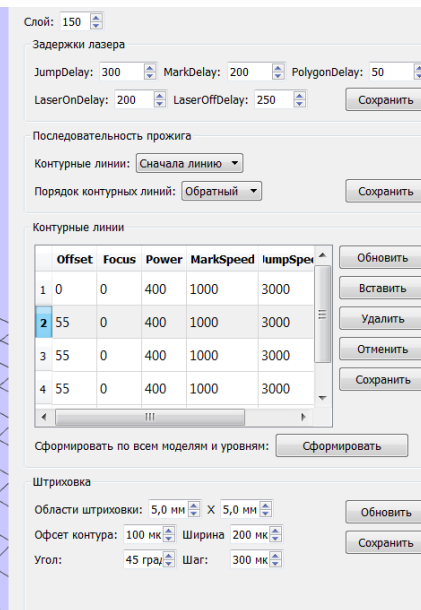 Слой: 150
Задержки лазера
JumpDelay: 300 MarkDelay: 200 PolygonDelay: 50
LaserOnDelay: 200 LaserOffDelay: 250 Сохранить
Последовательность прожига
Контурные линии: Сначала линию
Порядок контурных линий: Обратный Сохранить
Контурные линии
Offset Focus Power MarkSpeed JumpSpee Обновить
1 0 0 400 1000 3000 Вставить
2 55 0 400 1000 3000 Удалить
3 55 0 400 1000 3000 Отменить
4 55 0 400 1000 3000 Сохранить
Сформировать по всем моделям и уровням: Сформировать
Штриховка
Области штриховки: 5,0 мм X 5,0 мм Обновить
Офсет контура: 100 мк Ширина 200 мк Сохранить
Угол: 45 град Шаг: 300 мк